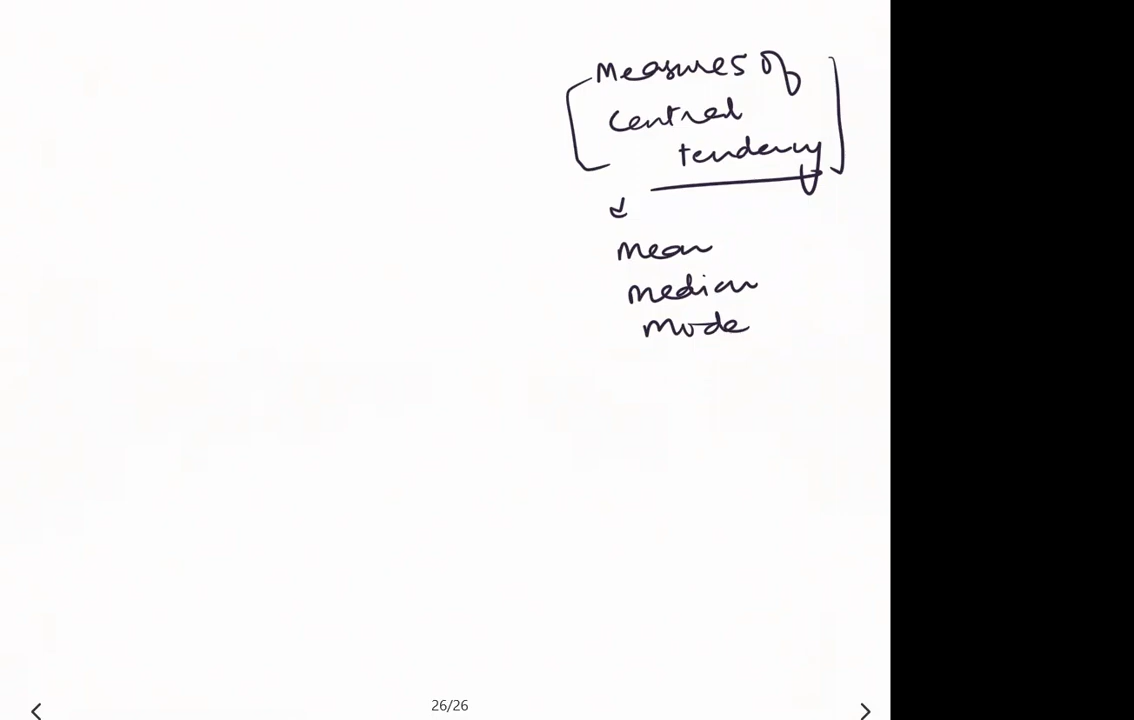 Measures of
central
tendency
Mean
Median
Mode
26/26